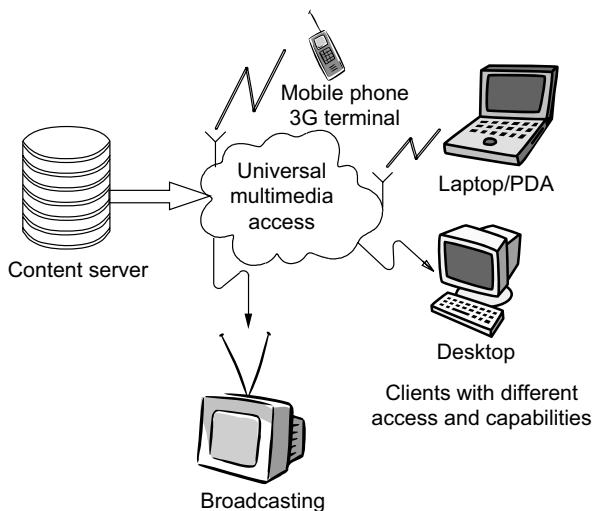 Mobile phone
3G terminal
Universal
multimedia
access
Laptop/PDA
Content server
Desktop
Clients with different
access and capabilities
Broadcasting